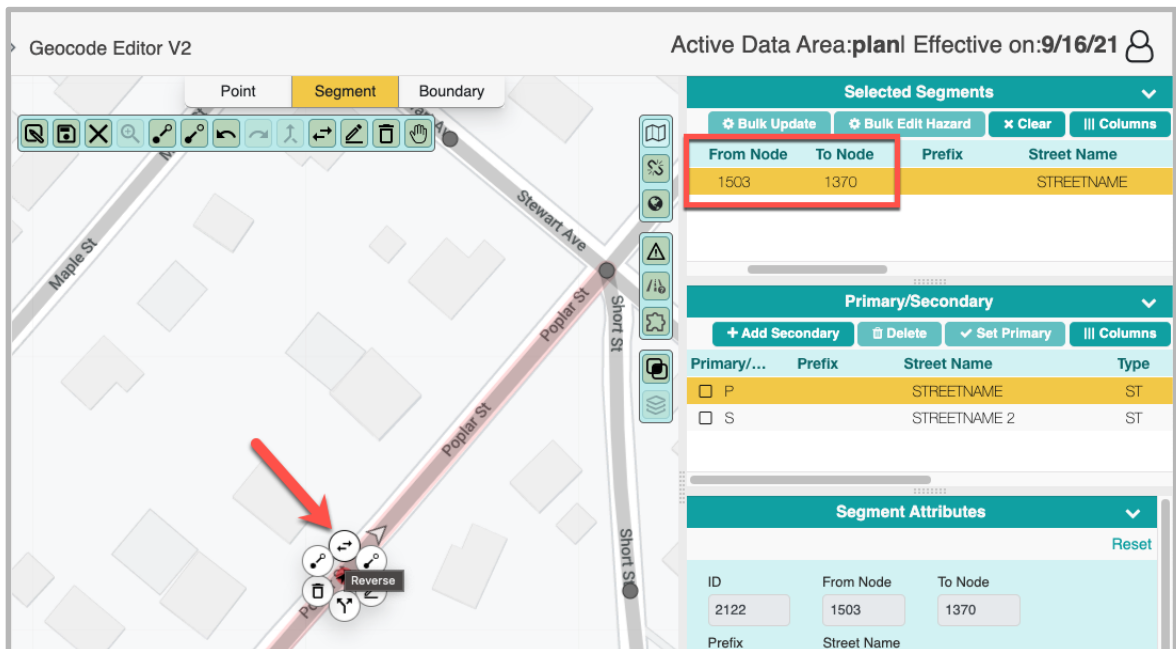 Geocode Editor V2
Active Data Area:planI Effective on:9/16/21
Point Segment Boundary
Maple St
Stewart Ave
Poplar St
Short St
Poplar St
Short St
Reverse
Selected Segments
Bulk Update Bulk Edit Hazard Clear Columns
From Node To Node Prefix Street Name
1503 1370 STREETNAME
Primary/Secondary
+ Add Secondary Delete Set Primary Columns
Primary/... Prefix Street Name Type
P STREETNAME ST
S STREETNAME 2 ST
Segment Attributes
Reset
ID From Node To Node
2122 1503 1370
Prefix Street Name